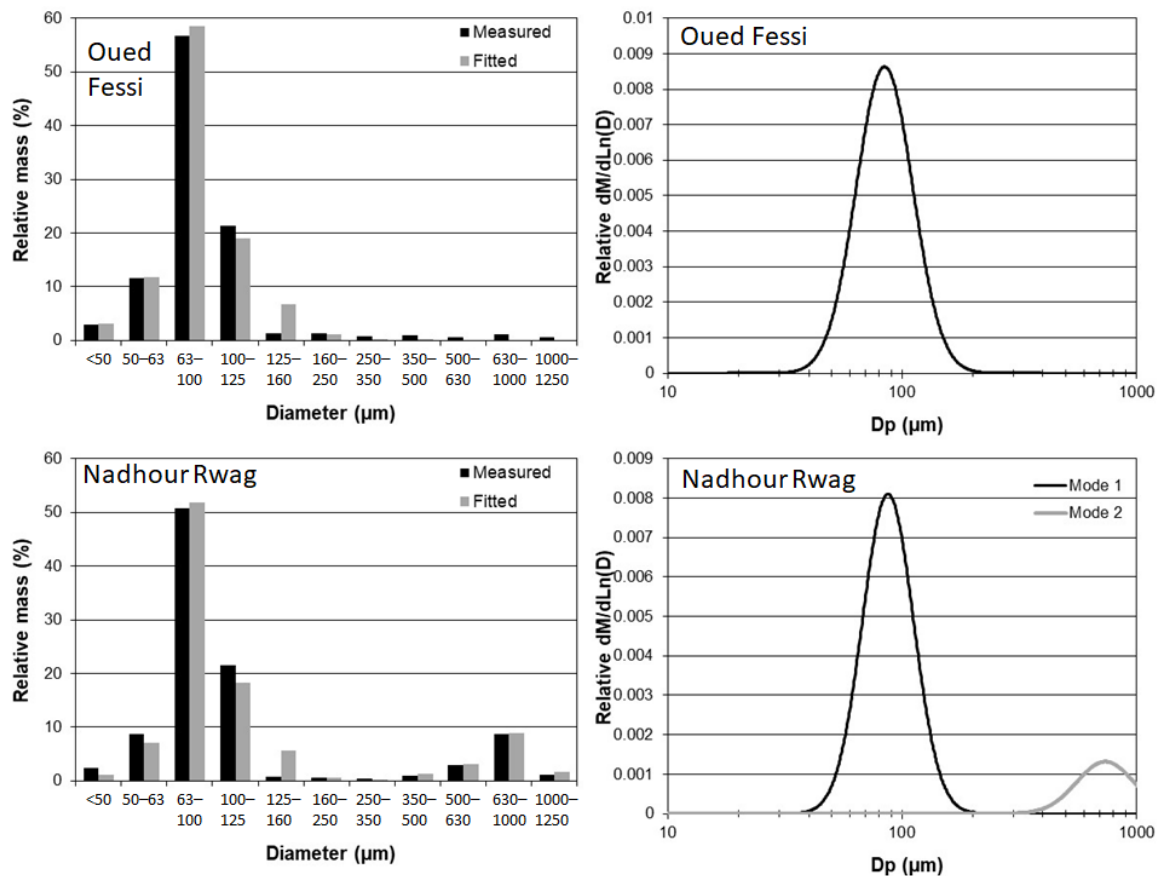 Oued
Fessi
Measured
Fitted
Relative mass (%)
60
50
40
30
20
10
0
<50 50–63 63– 100– 125– 160– 250– 350– 500– 630– 1000–
100 125 160 250 350 500 630 1000 1250
Diameter (µm)
Oued Fessi
Relative dM/dLn(D)
0.01
0.009
0.008
0.007
0.006
0.005
0.004
0.003
0.002
0.001
0
10 100 1000
Dp (µm)
Nadhour Rwag
Measured
Fitted
Relative mass (%)
60
50
40
30
20
10
0
<50 50–63 63– 100– 125– 160– 250– 350– 500– 630– 1000–
100 125 160 250 350 500 630 1000 1250
Diameter (µm)
Nadhour Rwag
Mode 1
Mode 2
Relative dM/dLn(D)
0.009
0.008
0.007
0.006
0.005
0.004
0.003
0.002
0.001
0
10 100 1000
Dp (µm)